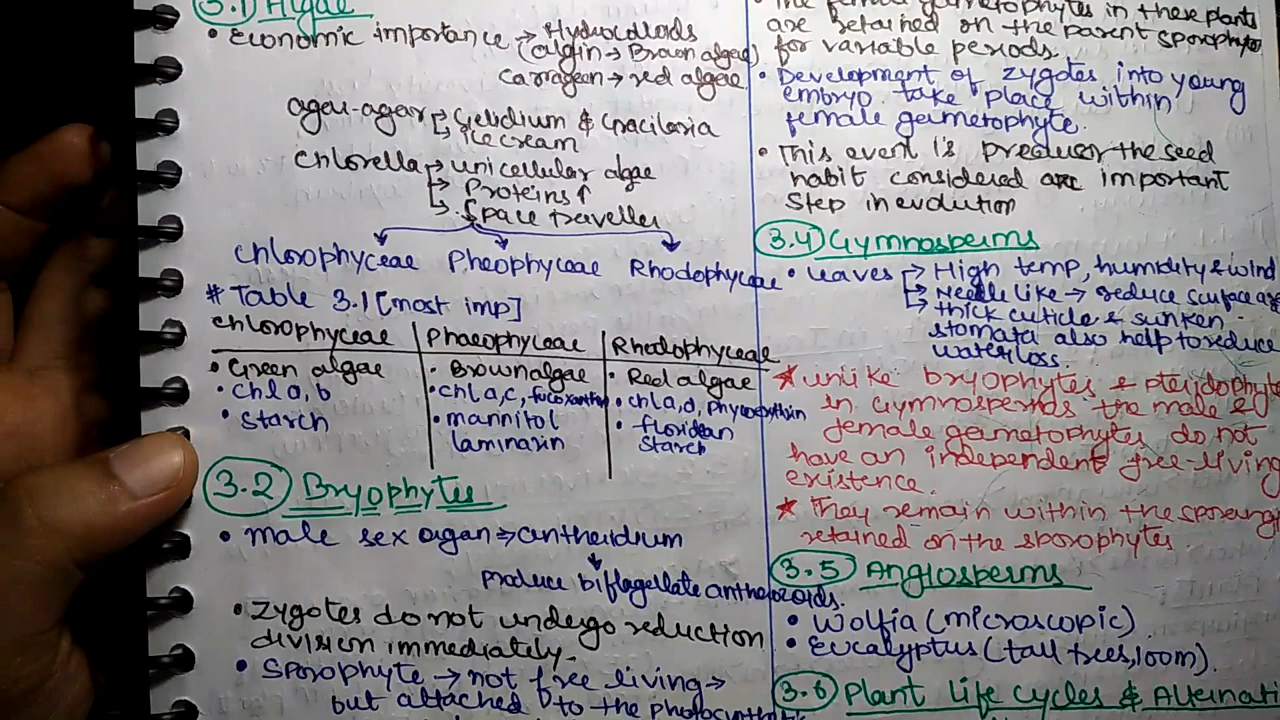 3.1) Algae
• Economic importance → Hydrocolloids
(algin → Brown algae)
carrageen → red algae.
agar-agar → Gelidium & Gracilaria
↳ ice cream
Chlorella → unicellular algae
→ Proteins ↑
→ Space traveller
Chlorophyceae Pheophyceae Rhodophyceae
# Table 3.1 [most imp]
Chlorophyceae | Phaeophyceae | Rhodophyceae
• Green algae | • Brown algae | • Red algae
• chl a, b | • chl a, c, fucoxanthin | • chl a, d, phycoerythrin
• starch | • mannitol | • floridean
laminarin | starch
3.2) Bryophytes
• male sex organ → antheridium
produce biflagellate antherozoids.
• Zygotes do not undergo reduction
division immediately.
• Sporophyte → not free living →
but attached to the
• The female gametophytes in these plants
are retained on the parent sporophyte
for variable periods.
• Development of zygotes into young
embryo take place within
female gametophyte.
• This event is precusor the seed
habit considered an important
step in evolution
3.4) Gymnosperms
• leaves → High temp, humidity & wind
→ Needle like → reduce surface
→ thick cuticle & sunken
stomata also help to reduce
water loss.
* unlike bryophytes &
in Gymnosperms the male &
female gametophytes do not
have an independent free-living
existence.
* They remain within the
retained on the sporophytes
3.5) Angiosperms
• Wolfia (microscopic)
• Eucalyptus (tall trees, 100m).
3.6) Plant life cycles &